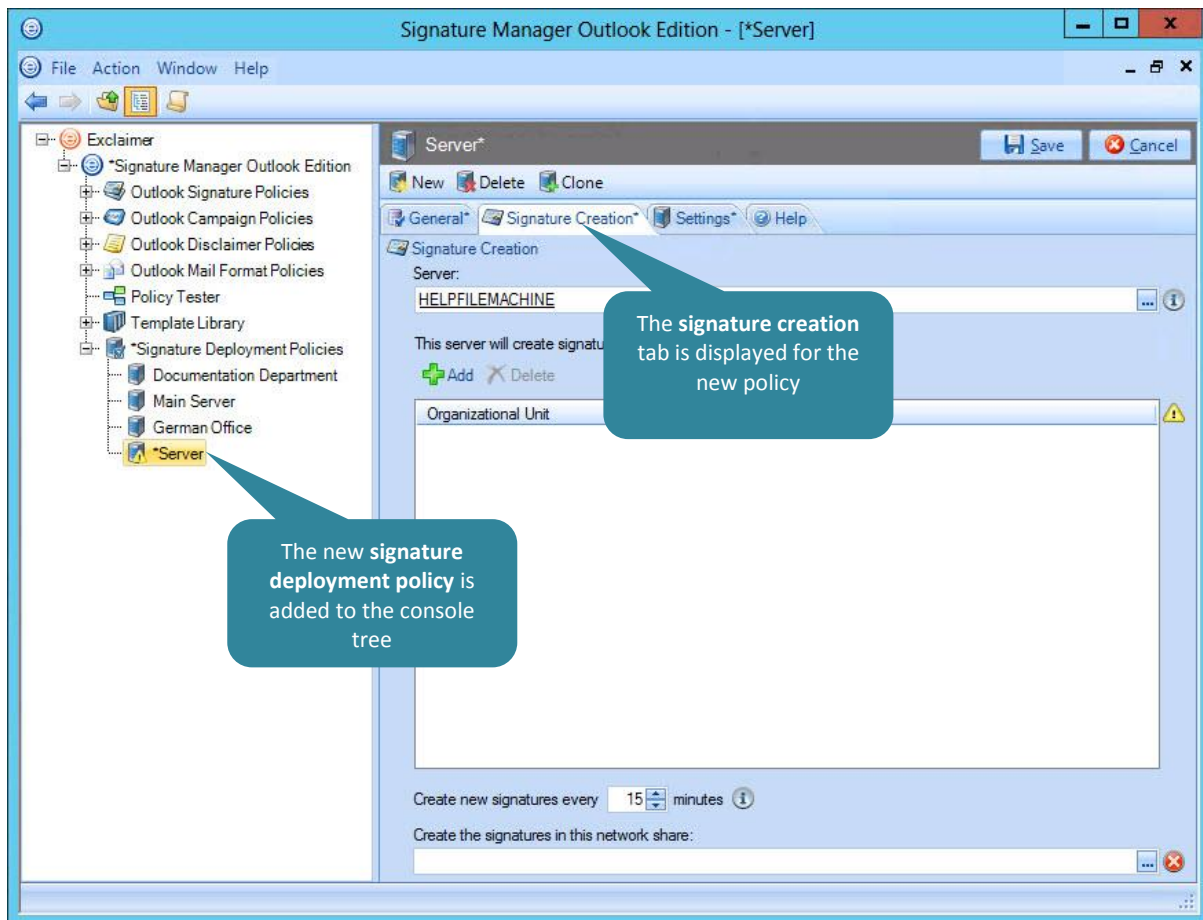 Signature Manager Outlook Edition - [*Server]
File Action Window Help
Exclaimer
*Signature Manager Outlook Edition
Outlook Signature Policies
Outlook Campaign Policies
Outlook Disclaimer Policies
Outlook Mail Format Policies
Policy Tester
Template Library
*Signature Deployment Policies
Documentation Department
Main Server
German Office
*Server
Server*
Save Cancel
New Delete Clone
General* Signature Creation* Settings* Help
Signature Creation
Server:
HELPFILEMACHINE
This server will create signatu
Add Delete
Organizational Unit
The signature creation
tab is displayed for the
new policy
The new signature
deployment policy is
added to the console
tree
Create new signatures every 15 minutes
Create the signatures in this network share: